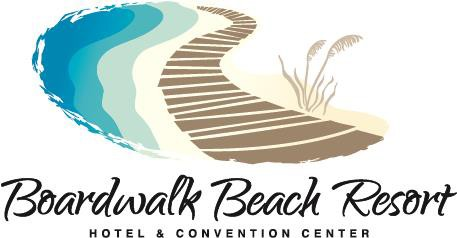 Boardwalk Beach Resort
HOTEL & CONVENTION CENTER